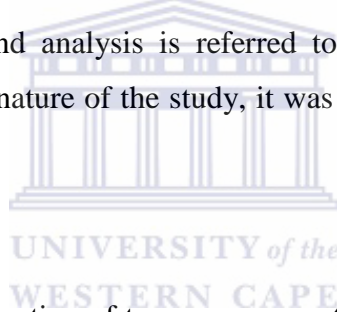 nd analysis is referred to
nature of the study, it was
UNIVERSITY of the
WESTERN CAPE